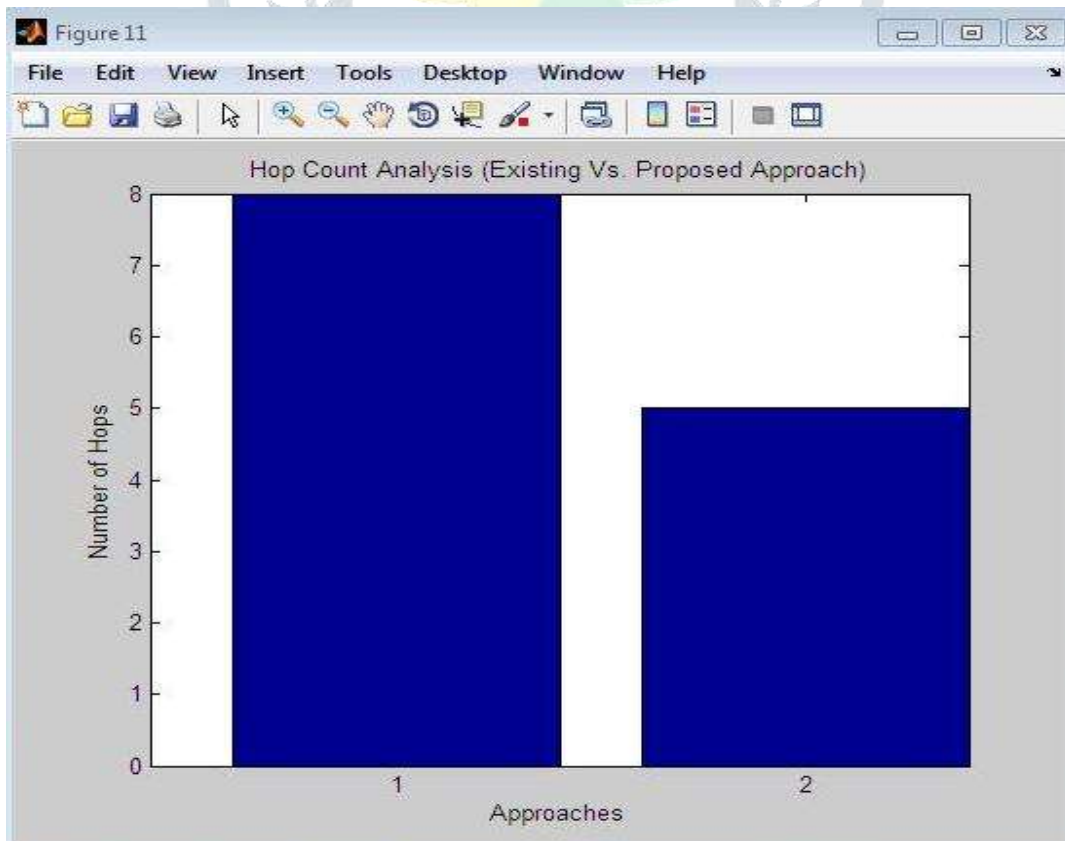 Figure 11
File Edit View Insert Tools Desktop Window Help
Hop Count Analysis (Existing Vs. Proposed Approach)
8
7
6
5
4
3
2
1
0
Number of Hops
1 2
Approaches